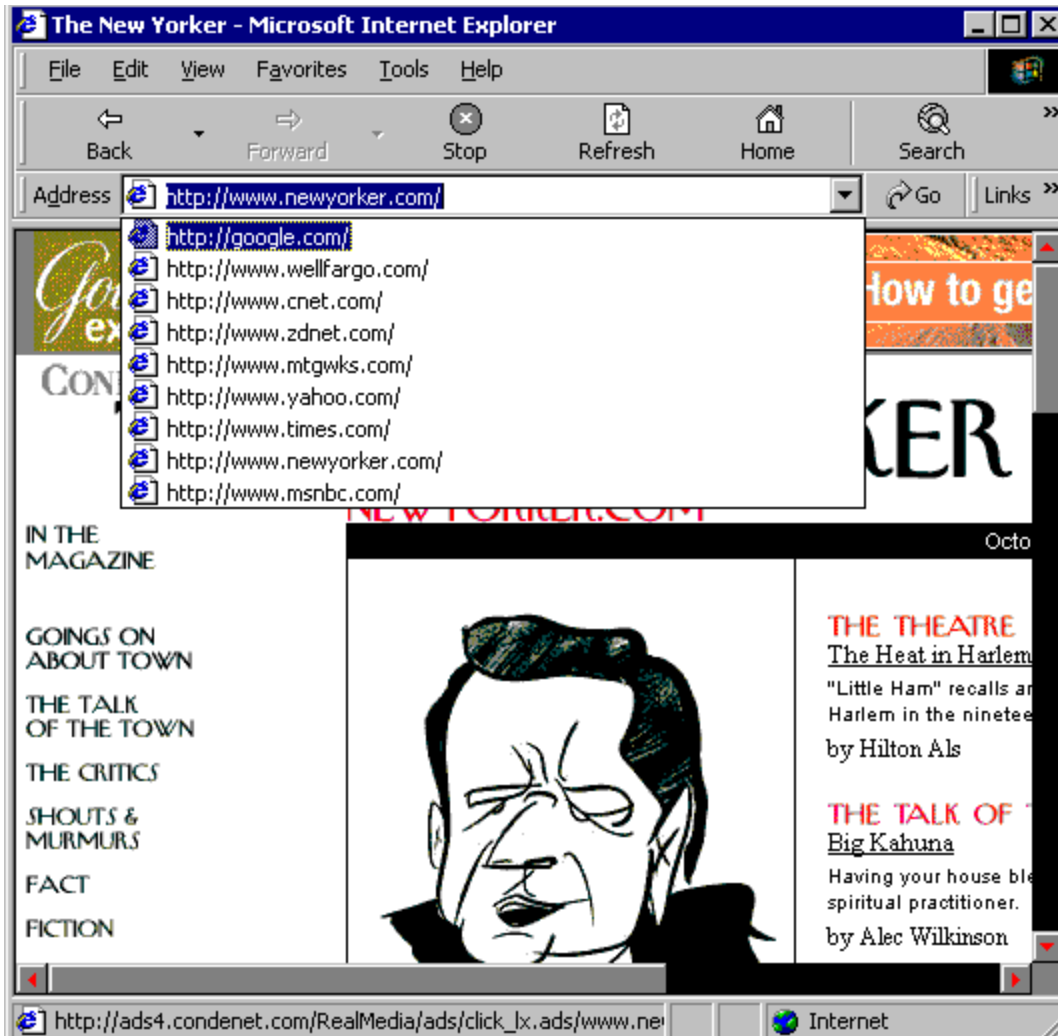 The New Yorker - Microsoft Internet Explorer
File Edit View Favorites Tools Help
Back Forward Stop Refresh Home Search
Address http://www.newyorker.com/ Go Links
http://google.com/
http://www.wellfargo.com/
http://www.cnet.com/
http://www.zdnet.com/
http://www.mtgwks.com/
http://www.yahoo.com/
http://www.times.com/
http://www.newyorker.com/
http://www.msnbc.com/
How to ge
CON
KER
NEW YORKER.COM
Octo
IN THE
MAGAZINE
GOINGS ON
ABOUT TOWN
THE TALK
OF THE TOWN
THE CRITICS
SHOUTS &
MURMURS
FACT
FICTION
THE THEATRE
The Heat in Harlem
"Little Ham" recalls ar
Harlem in the ninetee
by Hilton Als
THE TALK OF
Big Kahuna
Having your house ble
spiritual practitioner.
by Alec Wilkinson
http://ads4.condenet.com/RealMedia/ads/click_lx.ads/www.ne Internet